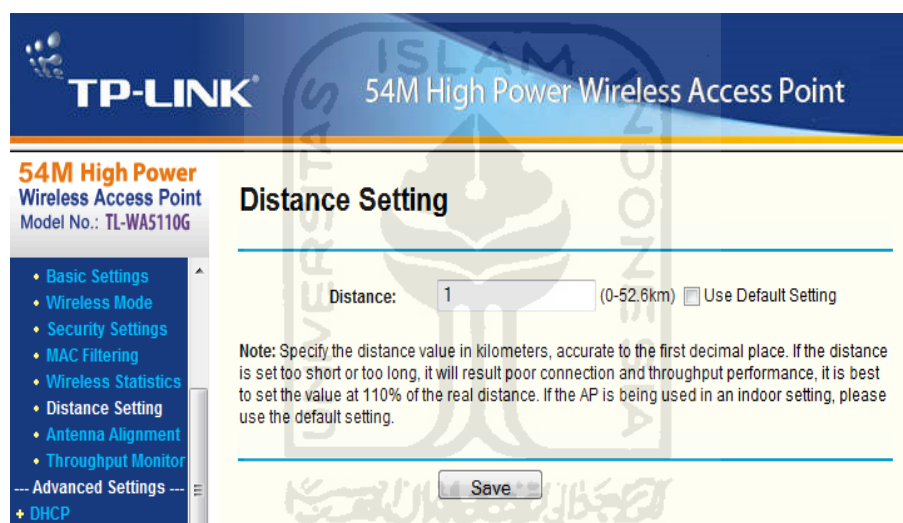 TP-LINK®
54M High Power Wireless Access Point
54M High Power
Wireless Access Point
Model No.: TL-WA5110G
• Basic Settings
• Wireless Mode
• Security Settings
• MAC Filtering
• Wireless Statistics
• Distance Setting
• Antenna Alignment
• Throughput Monitor
--- Advanced Settings ---
+ DHCP
Distance Setting
Distance: 1 (0-52.6km) Use Default Setting
Note: Specify the distance value in kilometers, accurate to the first decimal place. If the distance
is set too short or too long, it will result poor connection and throughput performance, it is best
to set the value at 110% of the real distance. If the AP is being used in an indoor setting, please
use the default setting.
Save
UNIVERSITAS ISLAM INDONESIA